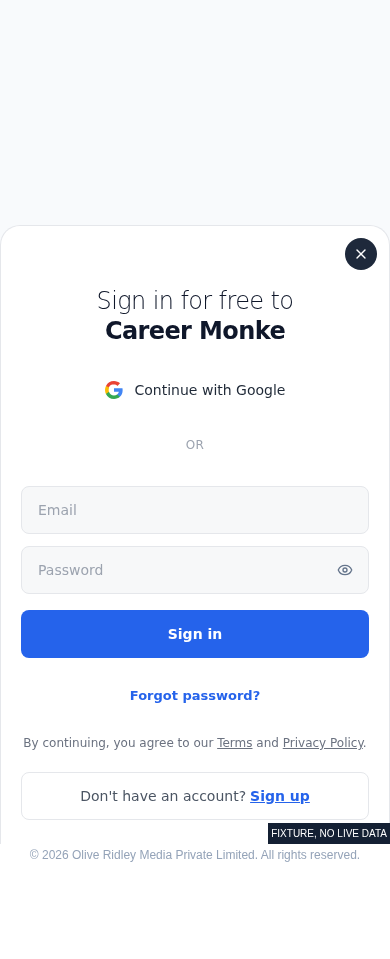 Sign in for free to
Career Monke
Continue with Google
OR
Email
Password
Sign in
Forgot password?
By continuing, you agree to our Terms and Privacy Policy.
Don't have an account? Sign up
FIXTURE, NO LIVE DATA
© 2026 Olive Ridley Media Private Limited. All rights reserved.